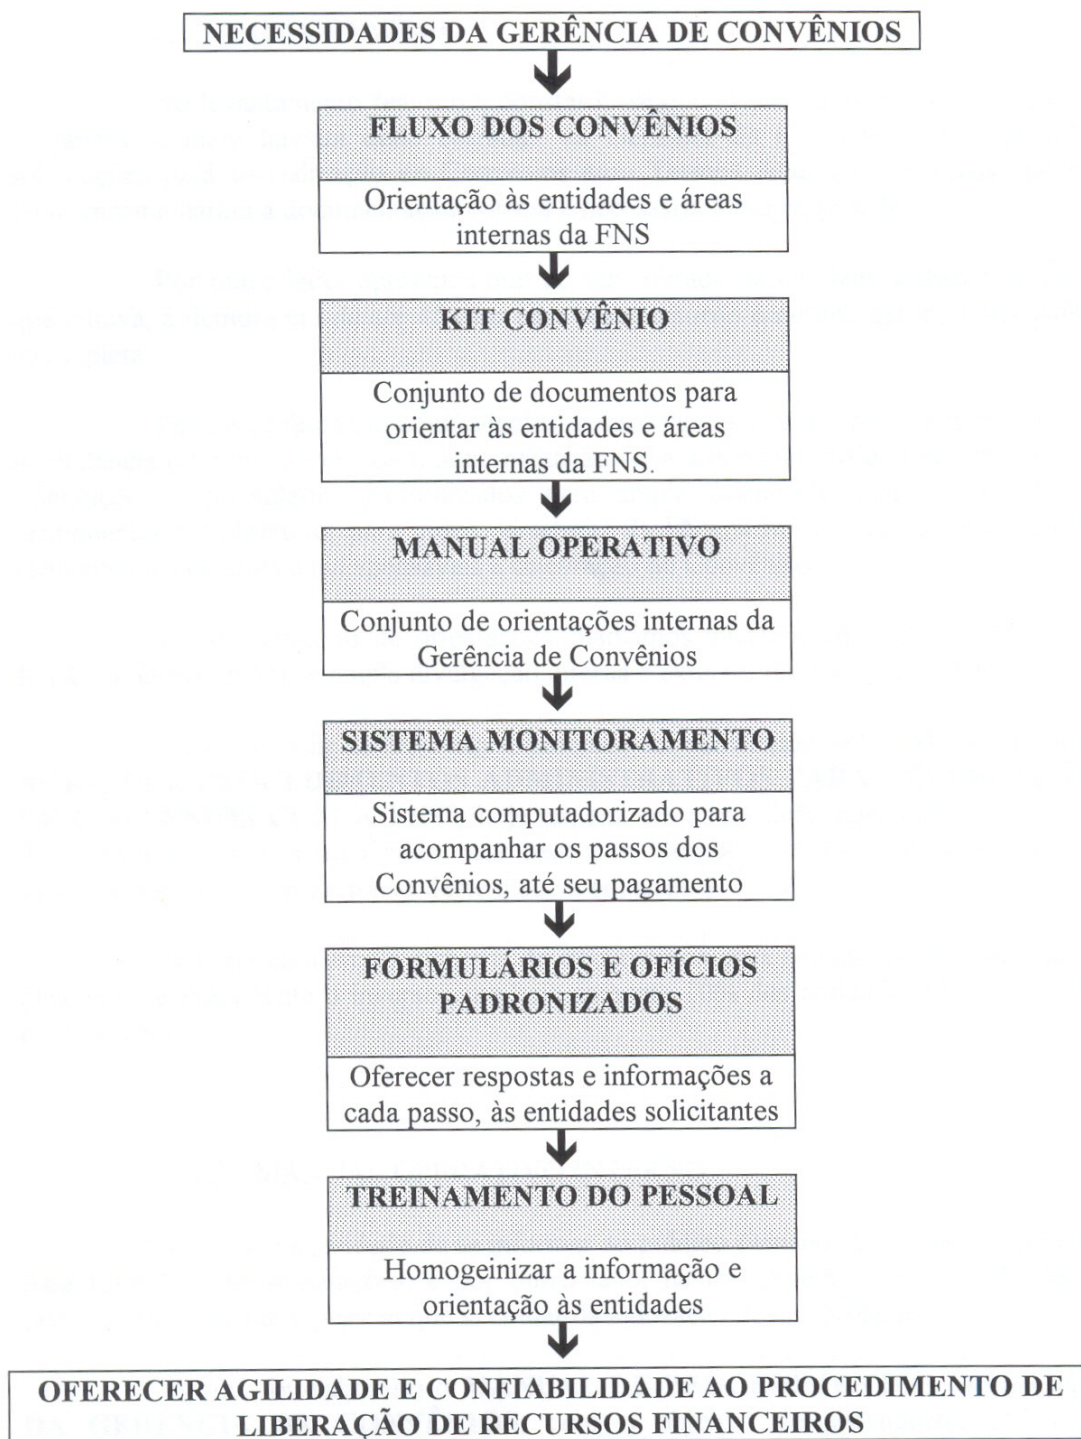 NECESSIDADES DA GERÊNCIA DE CONVÊNIOS
FLUXO DOS CONVÊNIOS
Orientação às entidades e áreas
internas da FNS
KIT CONVÊNIO
Conjunto de documentos para
orientar às entidades e áreas
internas da FNS.
MANUAL OPERATIVO
Conjunto de orientações internas da
Gerência de Convênios
SISTEMA MONITORAMENTO
Sistema computadorizado para
acompanhar os passos dos
Convênios, até seu pagamento
FORMULÁRIOS E OFÍCIOS
PADRONIZADOS
Oferecer respostas e informações a
cada passo, às entidades solicitantes
TREINAMENTO DO PESSOAL
Homogeinizar a informação e
orientação às entidades
OFERECER AGILIDADE E CONFIABILIDADE AO PROCEDIMENTO DE
LIBERAÇÃO DE RECURSOS FINANCEIROS